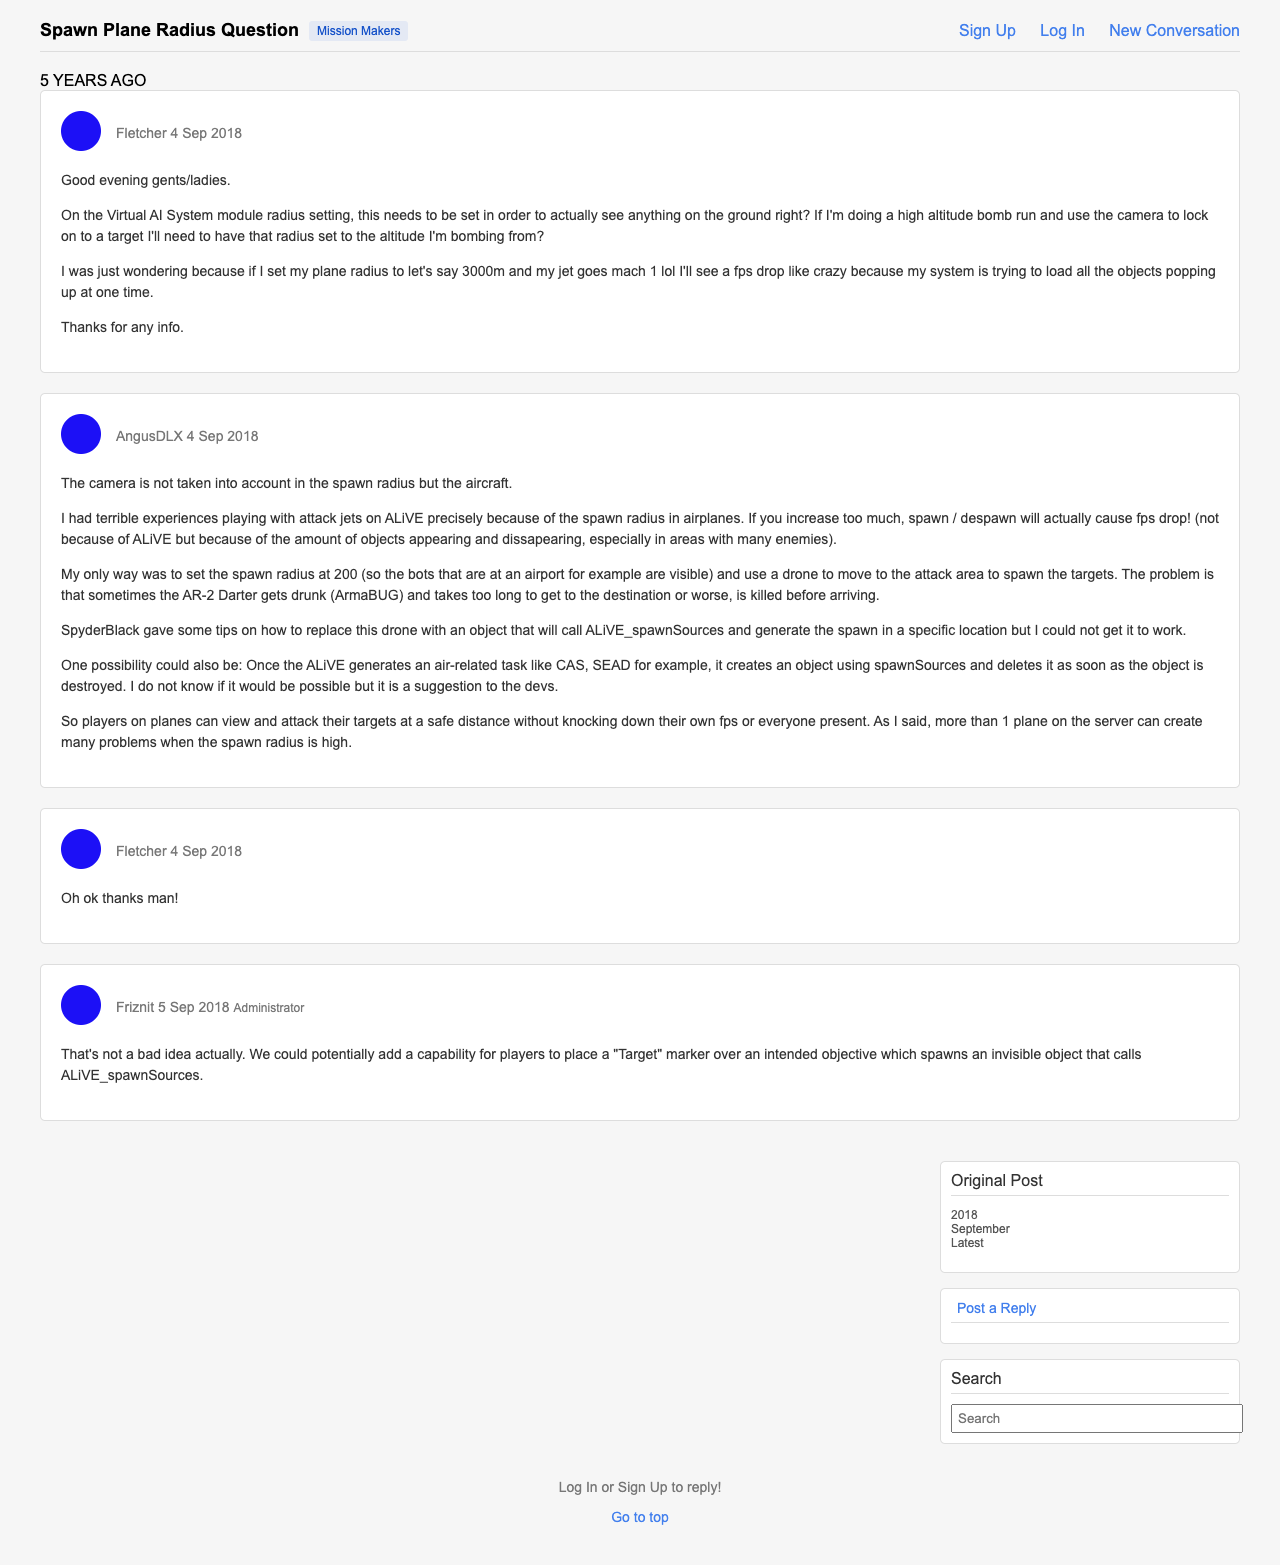 Spawn Plane Radius Question Mission Makers Sign Up Log In New Conversation
5 YEARS AGO
Fletcher 4 Sep 2018
Good evening gents/ladies.
On the Virtual AI System module radius setting, this needs to be set in order to actually see anything on the ground right? If I'm doing a high altitude bomb run and use the camera to lock
on to a target I'll need to have that radius set to the altitude I'm bombing from?
I was just wondering because if I set my plane radius to let's say 3000m and my jet goes mach 1 lol I'll see a fps drop like crazy because my system is trying to load all the objects popping
up at one time.
Thanks for any info.
AngusDLX 4 Sep 2018
The camera is not taken into account in the spawn radius but the aircraft.
I had terrible experiences playing with attack jets on ALiVE precisely because of the spawn radius in airplanes. If you increase too much, spawn / despawn will actually cause fps drop! (not
because of ALiVE but because of the amount of objects appearing and dissapearing, especially in areas with many enemies).
My only way was to set the spawn radius at 200 (so the bots that are at an airport for example are visible) and use a drone to move to the attack area to spawn the targets. The problem is
that sometimes the AR-2 Darter gets drunk (ArmaBUG) and takes too long to get to the destination or worse, is killed before arriving.
SpyderBlack gave some tips on how to replace this drone with an object that will call ALiVE_spawnSources and generate the spawn in a specific location but I could not get it to work.
One possibility could also be: Once the ALiVE generates an air-related task like CAS, SEAD for example, it creates an object using spawnSources and deletes it as soon as the object is
destroyed. I do not know if it would be possible but it is a suggestion to the devs.
So players on planes can view and attack their targets at a safe distance without knocking down their own fps or everyone present. As I said, more than 1 plane on the server can create
many problems when the spawn radius is high.
Fletcher 4 Sep 2018
Oh ok thanks man!
Friznit 5 Sep 2018 Administrator
That's not a bad idea actually. We could potentially add a capability for players to place a "Target" marker over an intended objective which spawns an invisible object that calls
ALiVE_spawnSources.
Original Post
2018
September
Latest
Post a Reply
Search
Search
Log In or Sign Up to reply!
Go to top